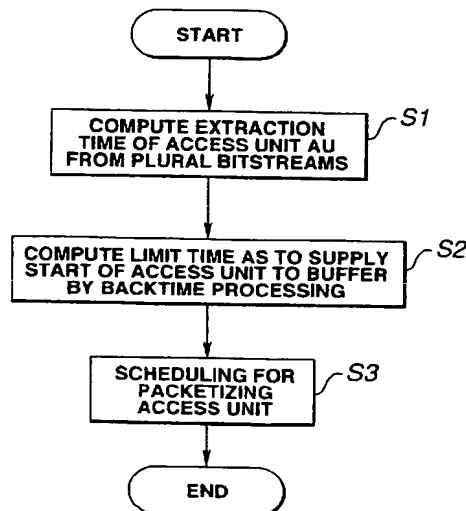 START
COMPUTE EXTRACTION
TIME OF ACCESS UNIT AU
FROM PLURAL BITSTREAMS
S1
COMPUTE LIMIT TIME AS TO SUPPLY
START OF ACCESS UNIT TO BUFFER
BY BACKTIME PROCESSING
S2
SCHEDULING FOR
PACKETIZING
ACCESS UNIT
S3
END